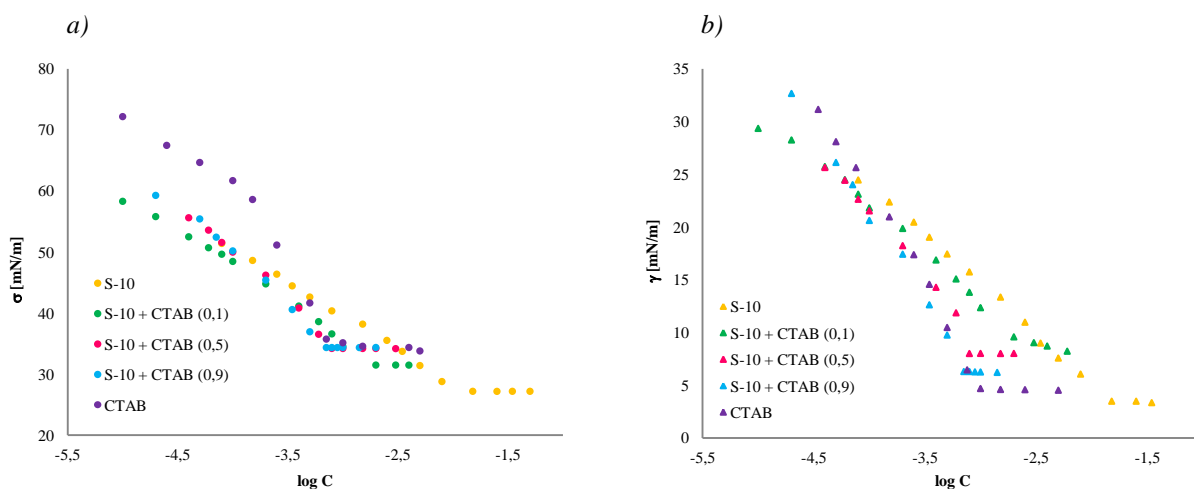 a)
80
70
60
50
40
30
20
σ [mN/m]
S-10
S-10 + CTAB (0,1)
S-10 + CTAB (0,5)
S-10 + CTAB (0,9)
CTAB
-5,5 -4,5 -3,5 -2,5 -1,5
log C
b)
35
30
25
20
15
10
5
0
γ [mN/m]
S-10
S-10 + CTAB (0,1)
S-10 + CTAB (0,5)
S-10 + CTAB (0,9)
CTAB
-5,5 -4,5 -3,5 -2,5 -1,5
log C